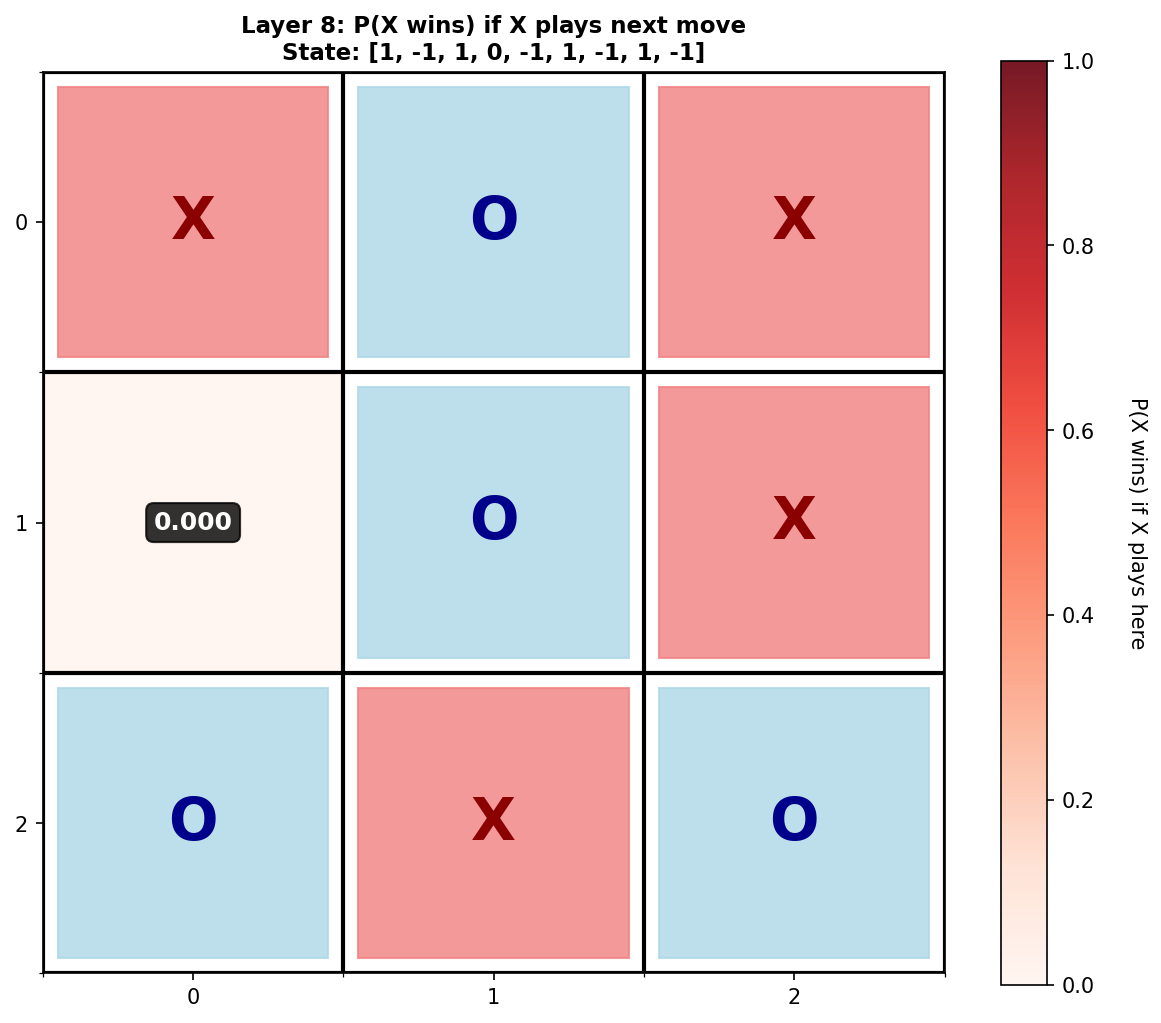 Layer 8: P(X wins) if X plays next move
State: [1, -1, 1, 0, -1, 1, -1, 1, -1]
X O X
0
0.000 O X
1
O X O
2
0 1 2
1.0
0.8
0.6
0.4
0.2
0.0
P(X wins) if X plays here